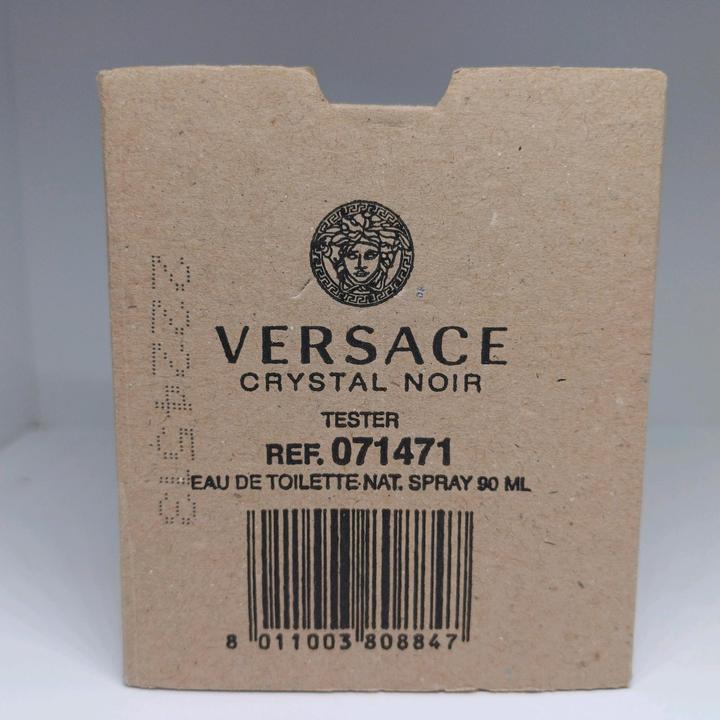 VERSACE
CRYSTAL NOIR
TESTER
REF. 071471
EAU DE TOILETTE NAT. SPRAY 90 ML
8 011003 808847